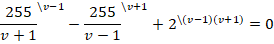 255/(ν+1) ^{\ν−1} − 255/(ν−1) ^{\ν+1} + 2^{\(ν−1)(ν+1)} = 0